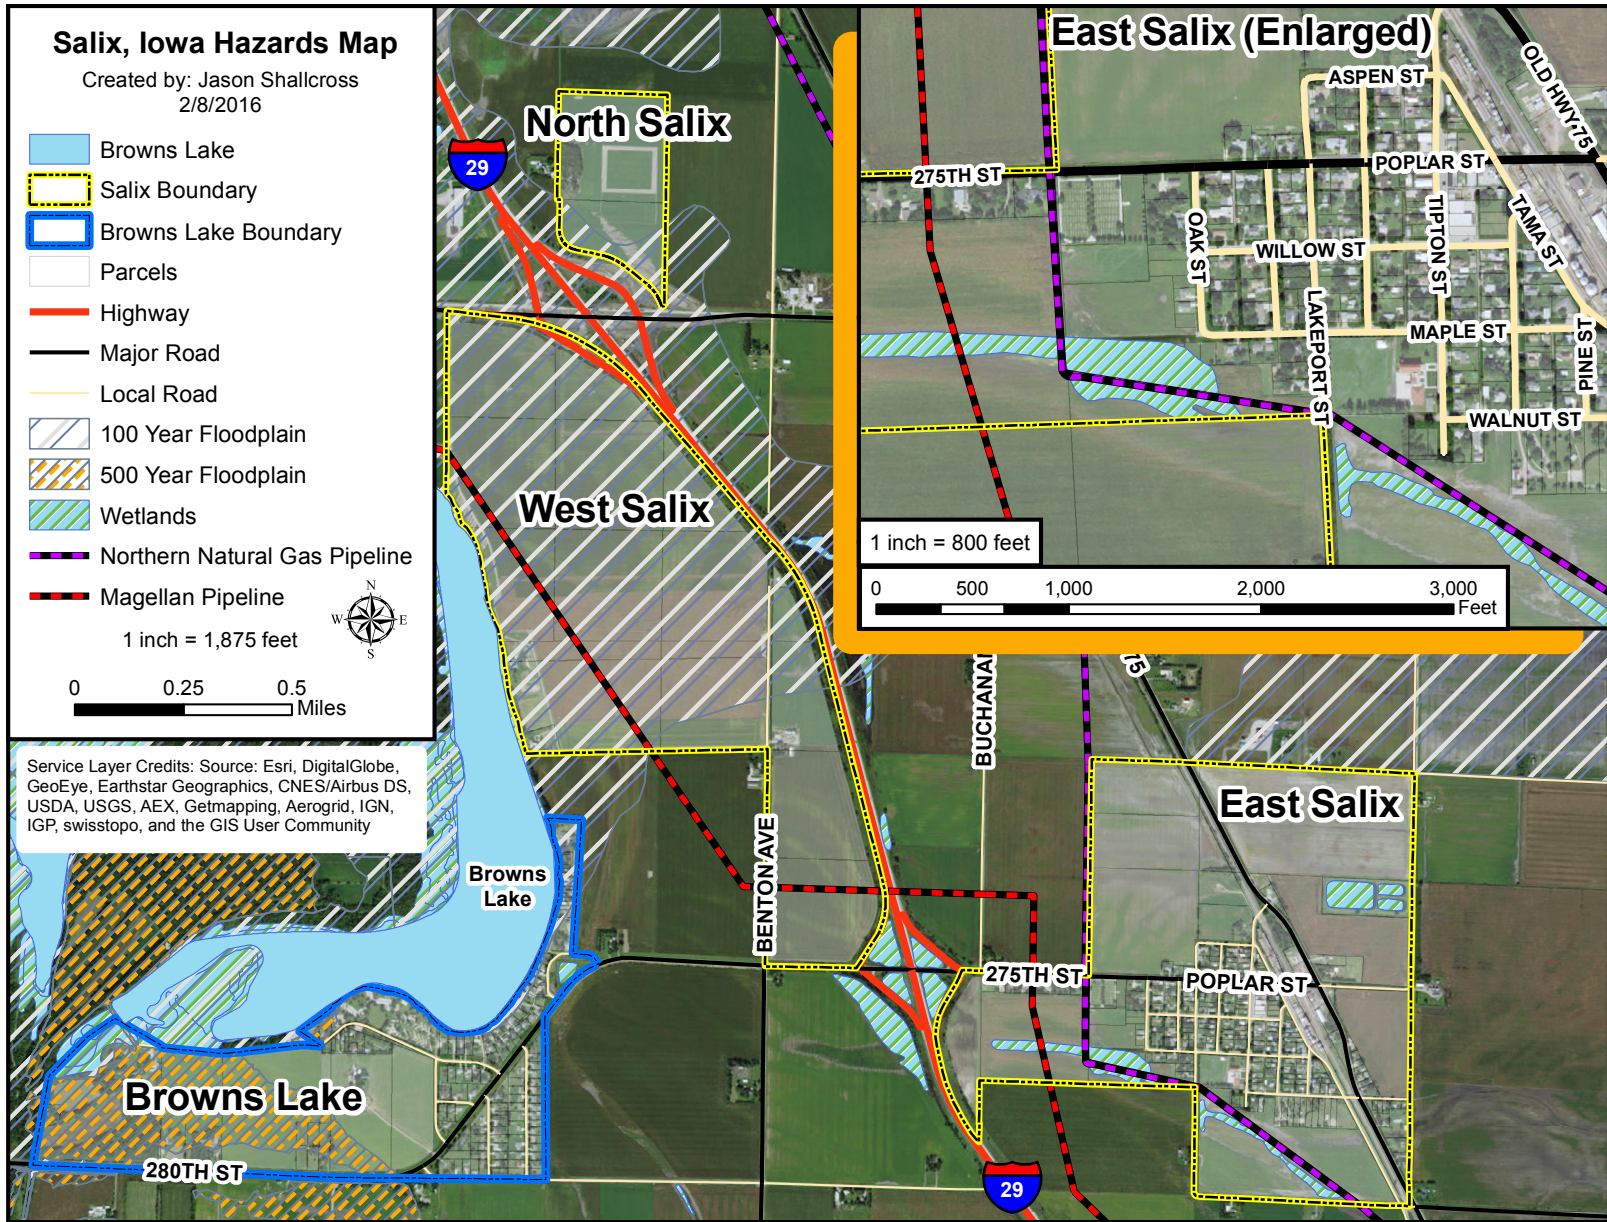 Salix, Iowa Hazards Map
Created by: Jason Shallcross
2/8/2016
Browns Lake
Salix Boundary
Browns Lake Boundary
Parcels
Highway
Major Road
Local Road
100 Year Floodplain
500 Year Floodplain
Wetlands
Northern Natural Gas Pipeline
Magellan Pipeline
N
W E
S
1 inch = 1,875 feet
0 0.25 0.5
Miles
Service Layer Credits: Source: Esri, DigitalGlobe,
GeoEye, Earthstar Geographics, CNES/Airbus DS,
USDA, USGS, AEX, Getmapping, Aerogrid, IGN,
IGP, swisstopo, and the GIS User Community
North Salix
29
West Salix
East Salix (Enlarged)
ASPEN ST
OLD HWY 75
POPLAR ST
275TH ST
OAK ST
WILLOW ST
TIPTON ST
TAMA ST
LAKEPORT ST
MAPLE ST
PINE ST
WALNUT ST
1 inch = 800 feet
0 500 1,000 2,000 3,000
Feet
BUCHANAN
75
East Salix
BENTON AVE
Browns
Lake
275TH ST
POPLAR ST
Browns Lake
280TH ST
29